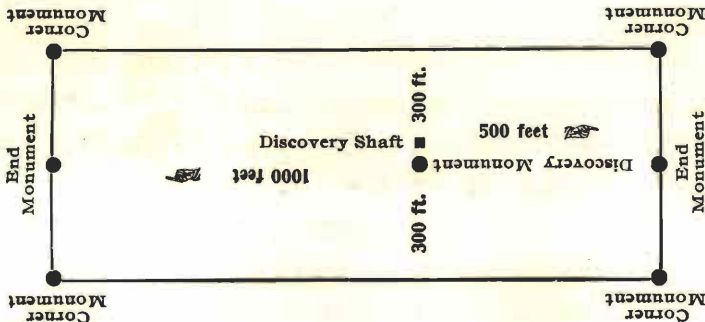 Corner
Monument
Corner
Monument
300 ft.
500 feet
End
Monument
Discovery Shaft
Discovery Monument
End
Monument
1000 feet
300 ft.
Corner
Monument
Corner
Monument